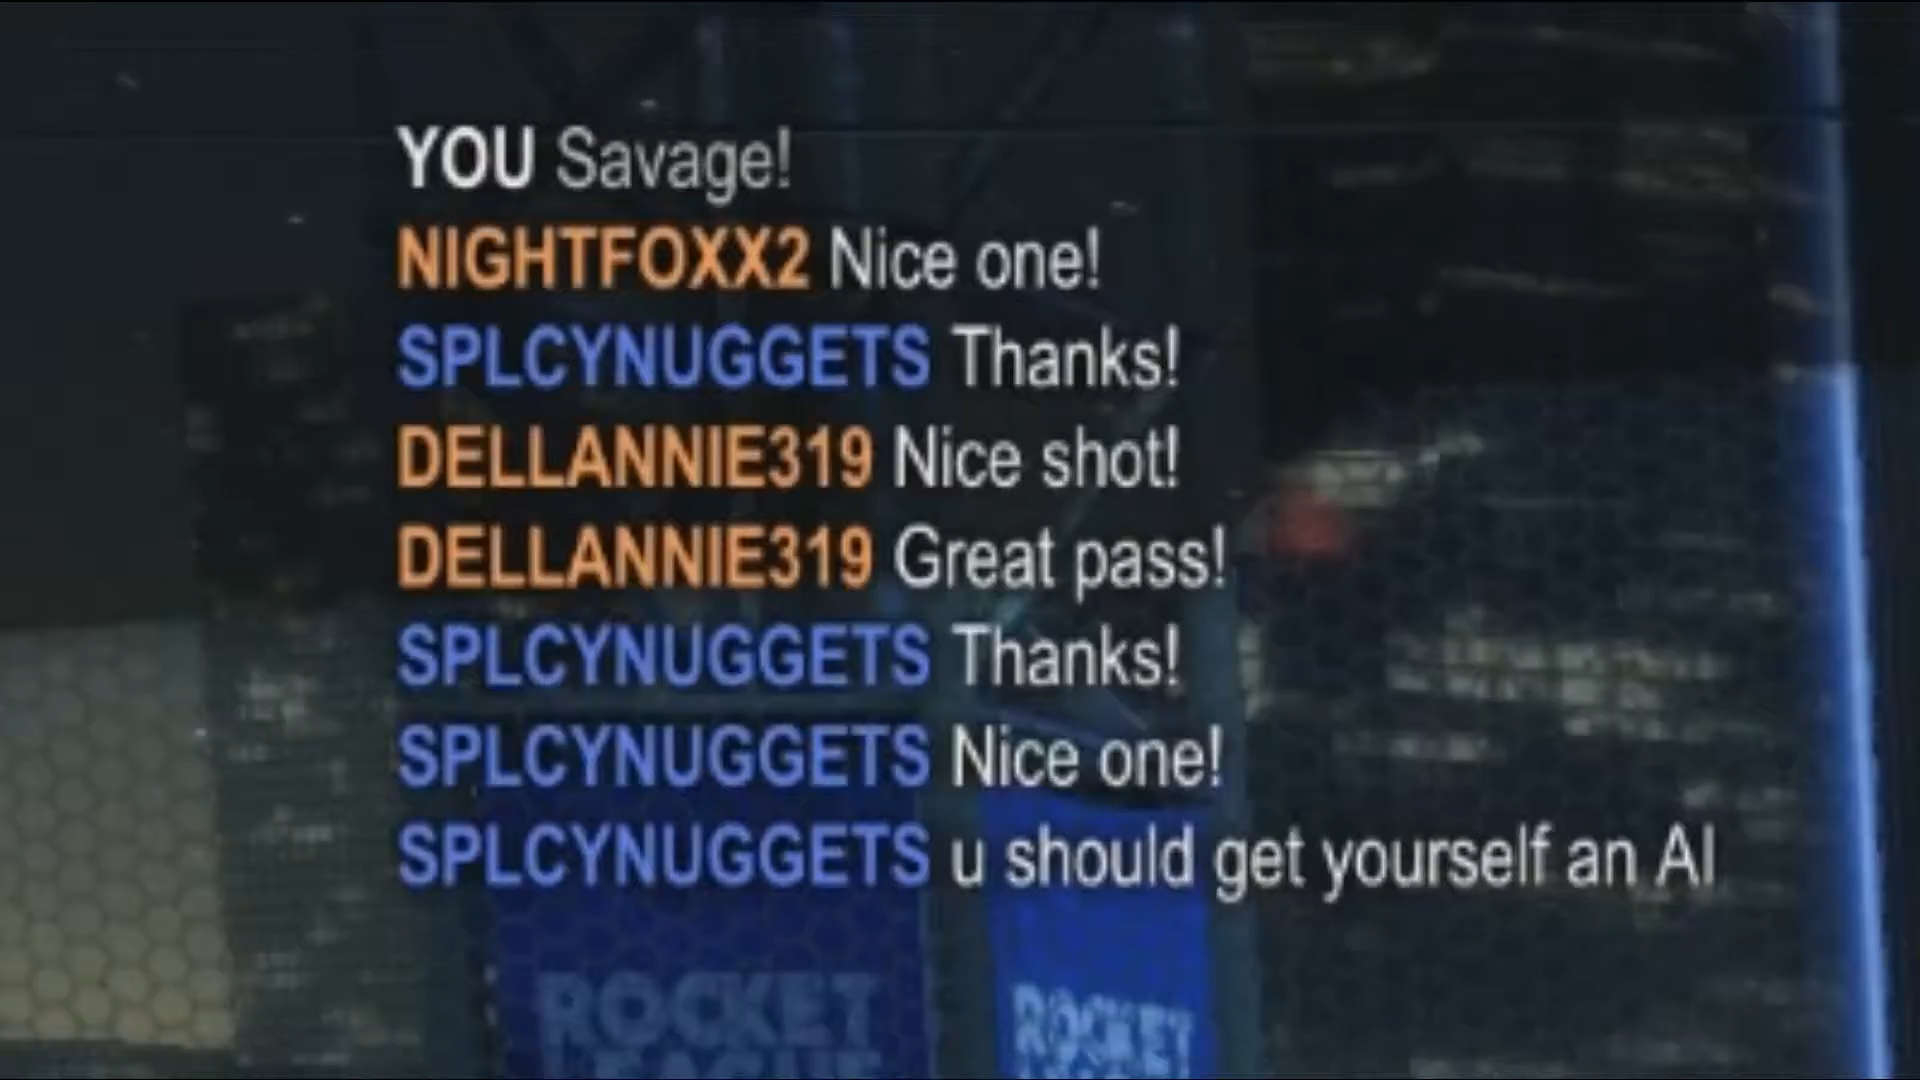 YOU Savage!
NIGHTFOXX2 Nice one!
SPLCYNUGGETS Thanks!
DELLANNIE319 Nice shot!
DELLANNIE319 Great pass!
SPLCYNUGGETS Thanks!
SPLCYNUGGETS Nice one!
SPLCYNUGGETS u should get yourself an AI
ROCKET
LEAGUE
ROCKET